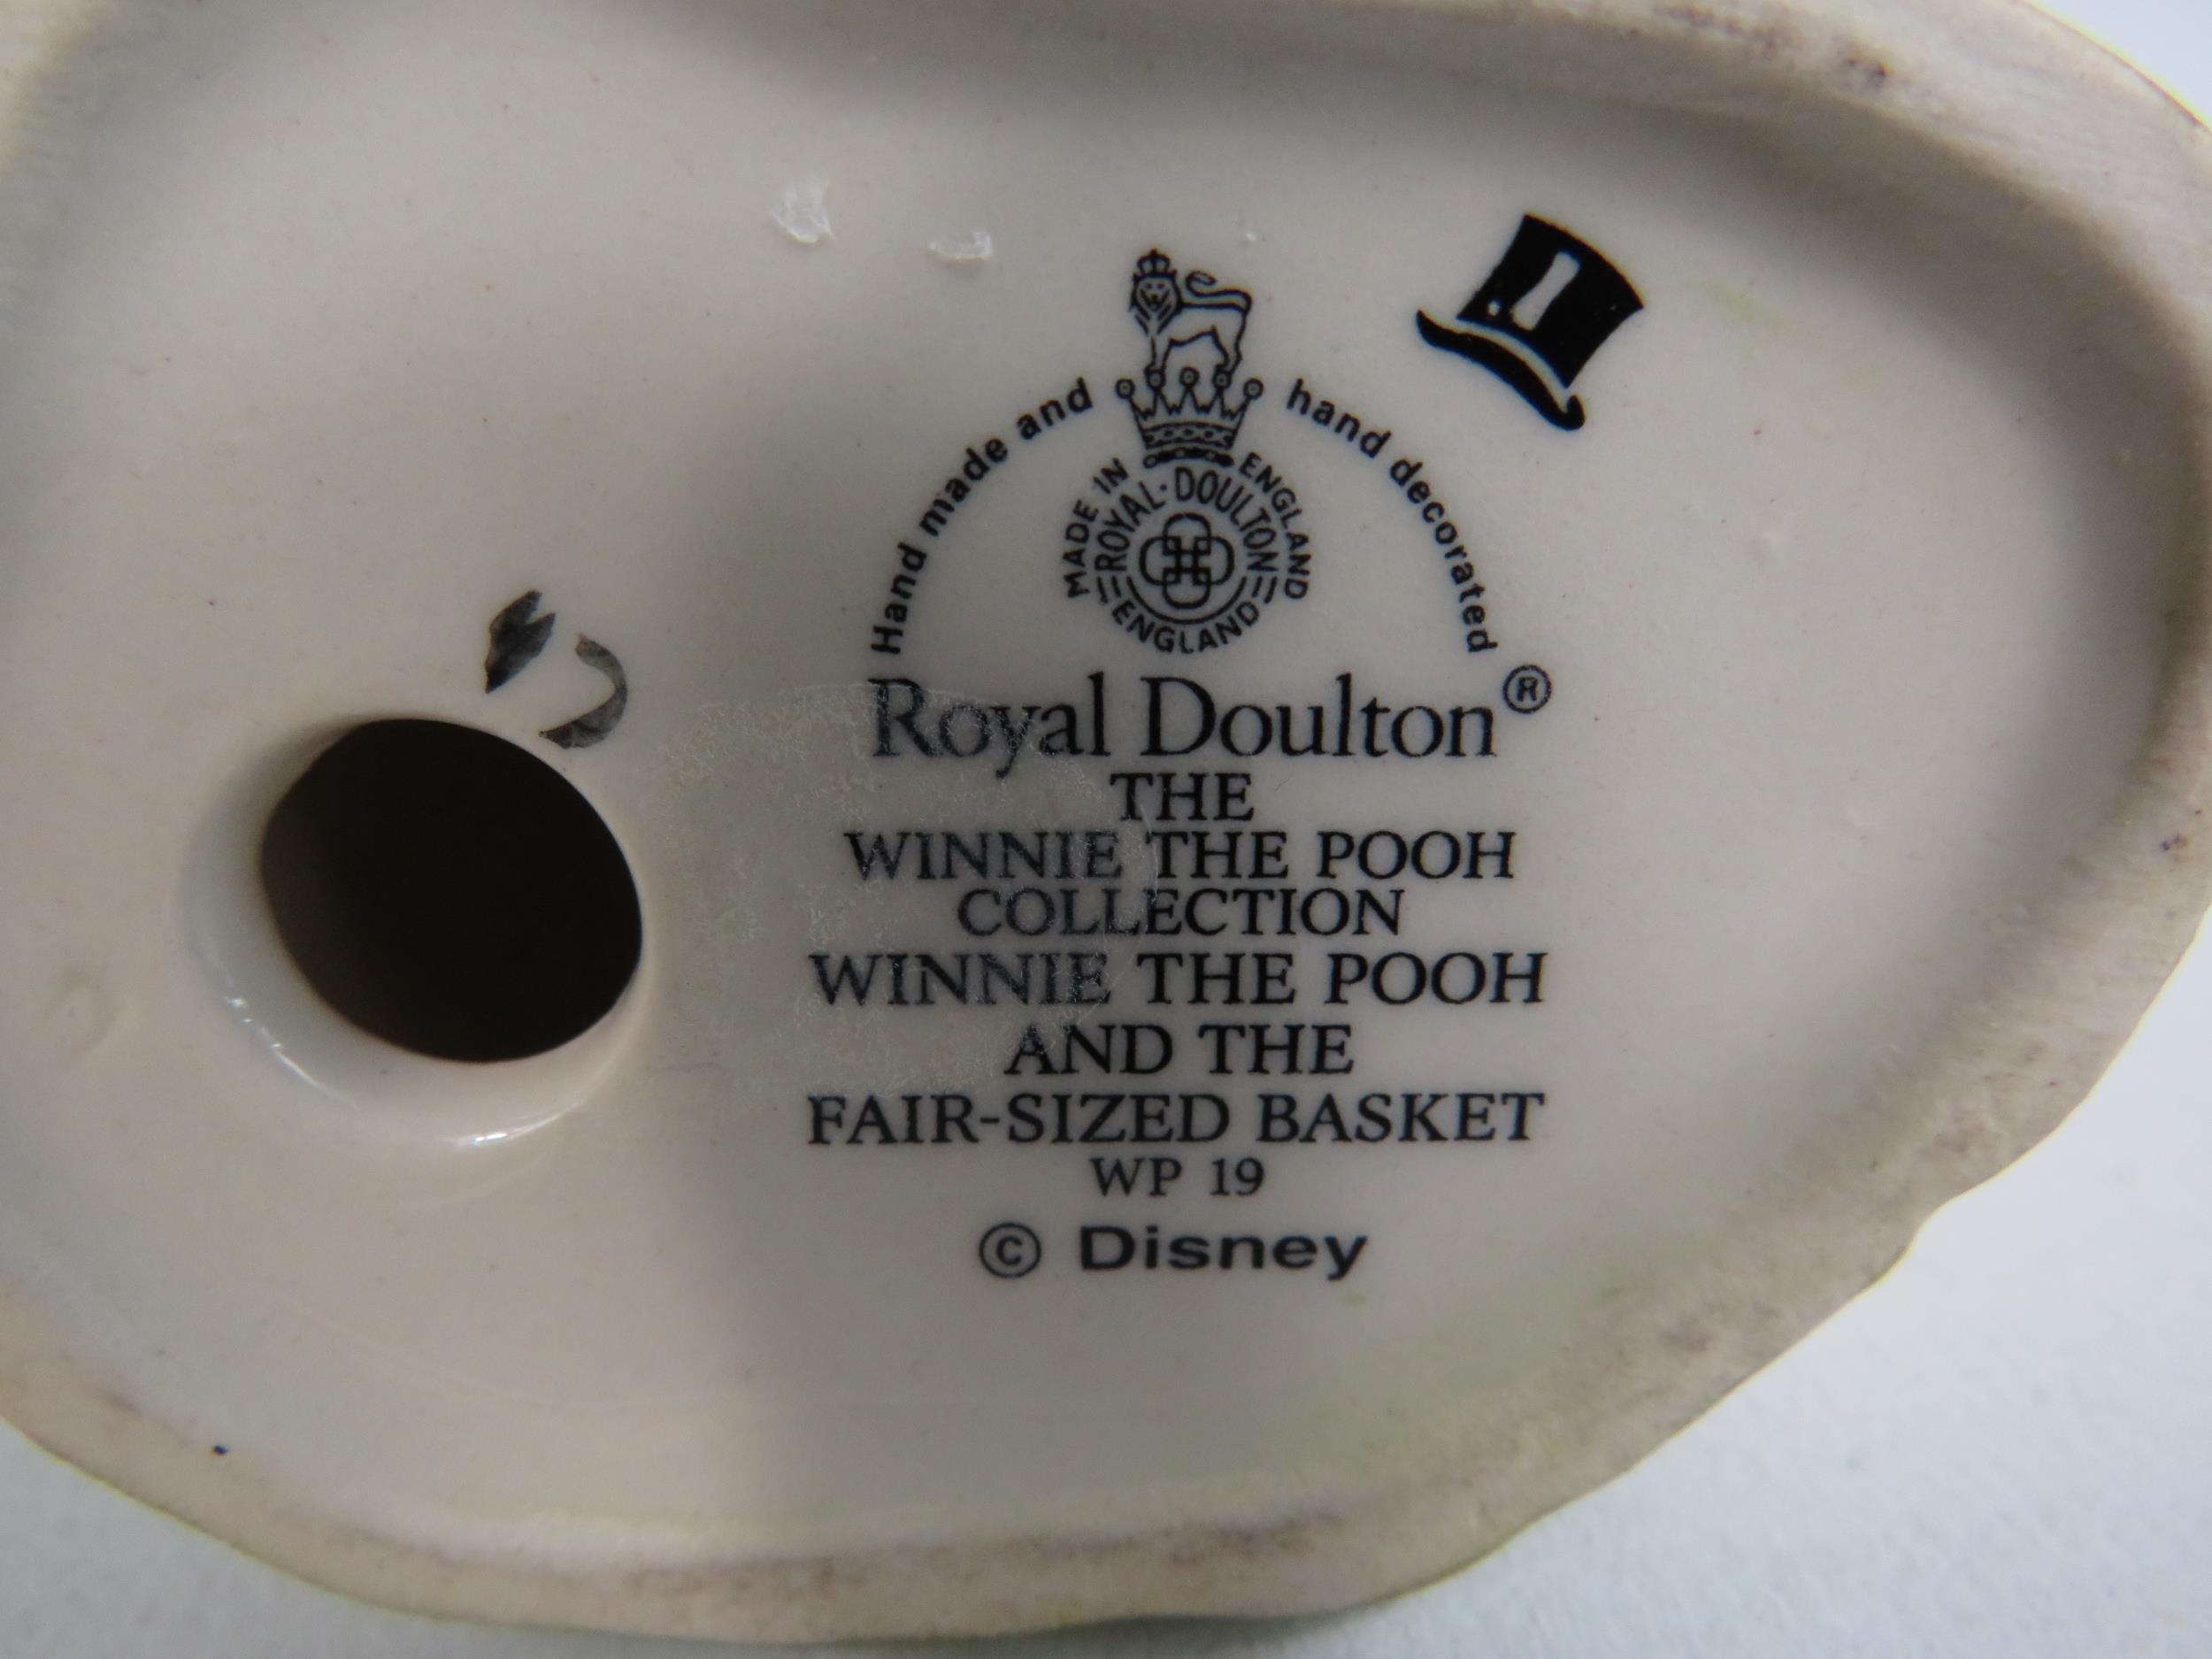 Hand made and hand decorated
MADE IN ENGLAND
ROYAL·DOULTON
ENGLAND
Royal Doulton®
THE
WINNIE THE POOH
COLLECTION
WINNIE THE POOH
AND THE
FAIR-SIZED BASKET
WP 19
© Disney